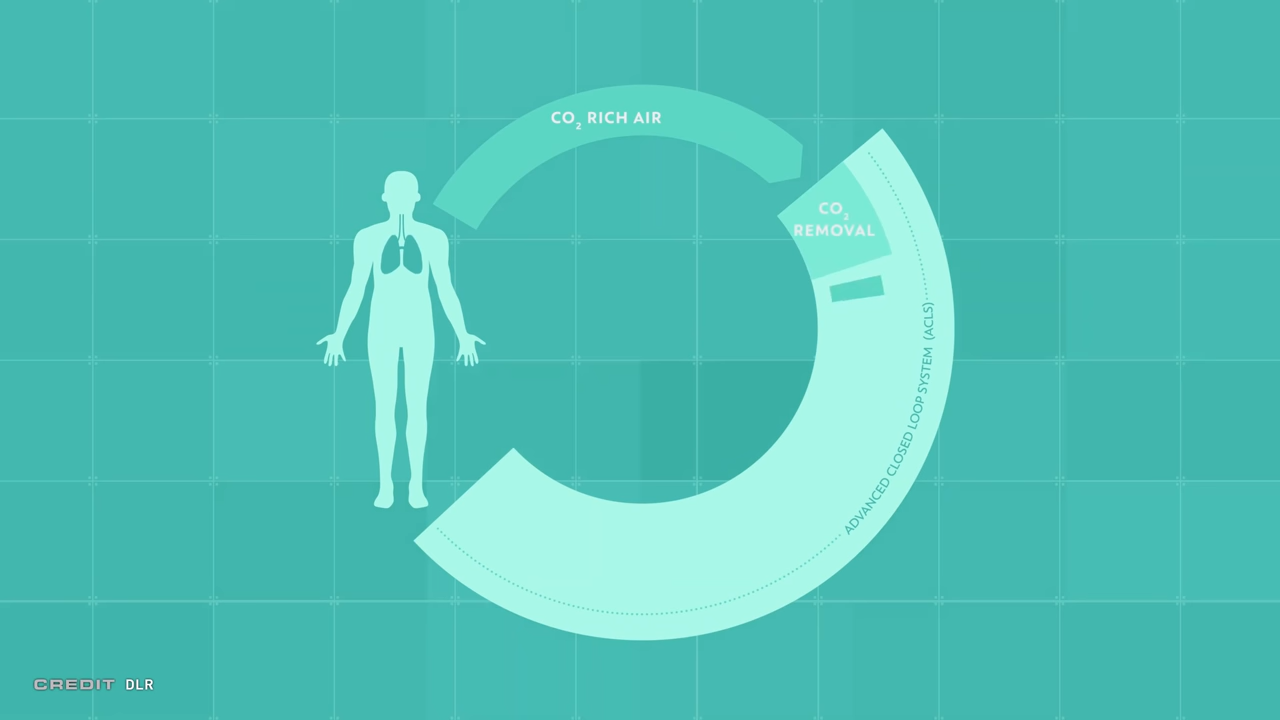 CO₂ RICH AIR
CO₂
REMOVAL
ADVANCED CLOSED LOOP SYSTEM (ACLS)
CREDIT DLR